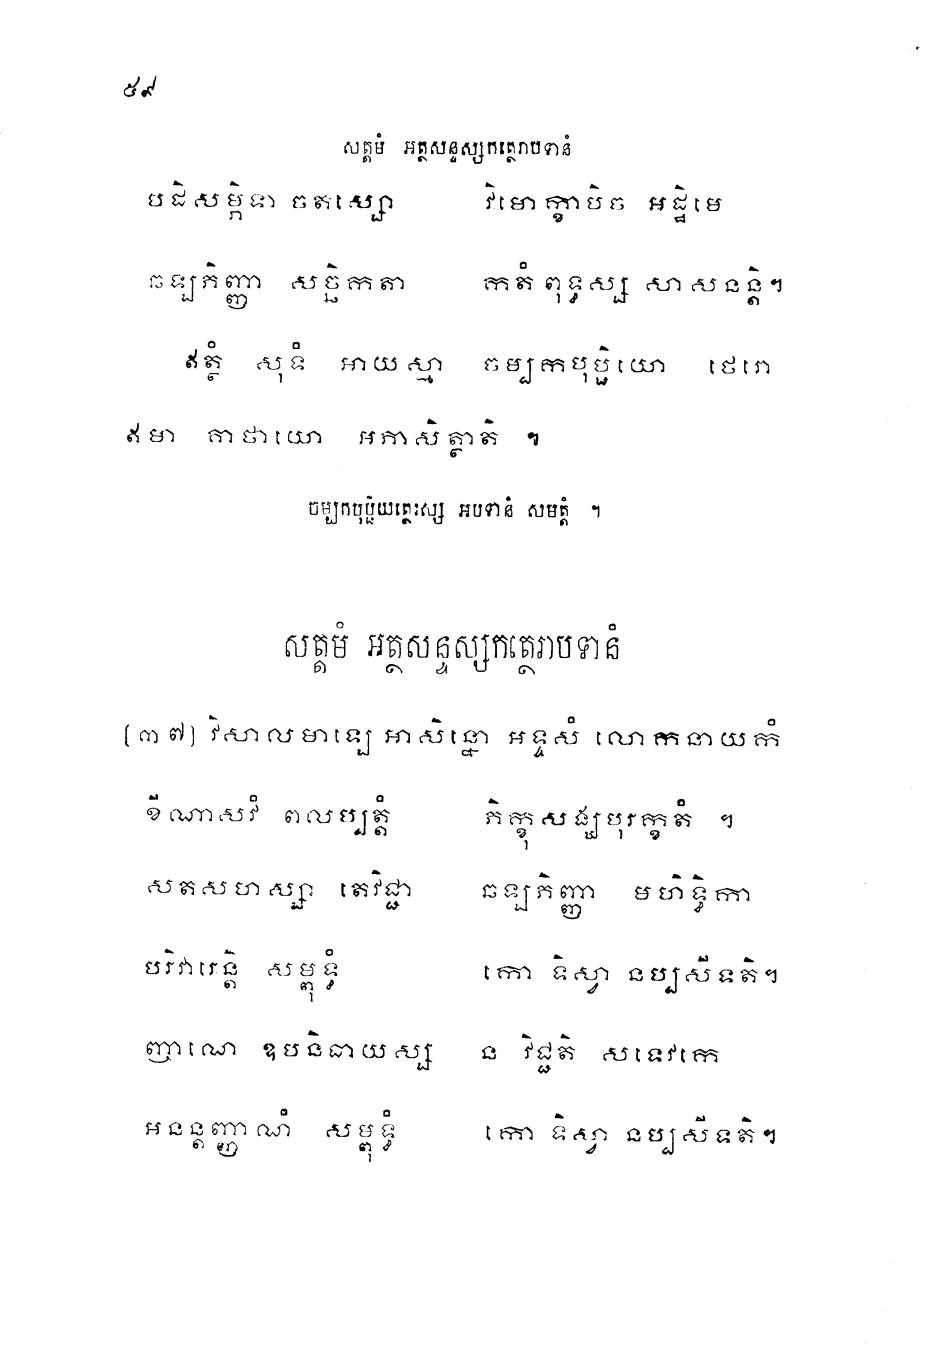 ៥៩
សត្តមំ អត្ថសន្ទស្សកត្ថេរាបទានំ
បដិសម្ភិទា ចតស្សោ វិមោក្ខាបិច អដ្ឋិមេ
ឆឡភិញ្ញា សច្ឆិកតា កតំ ពុទ្ធស្ស សាសនន្តិ។
ឥត្ថំ សុទំ អាយស្មា ចម្បកបុប្ផិយោ ថេរោ
ឥមា គាថាយោ អភាសិត្ថាតិ ។
ចម្បកបុប្ផិយត្ថេរស្ស អបទានំ សមត្តំ ។
សត្តមំ អត្ថសន្ទស្សកត្ថេរាបទានំ
[៣៧] វិសាលមាឡេ អាសិន្នោ អទ្ទសំ លោកនាយកំ
ខីណាសវំ ពលប្បត្តំ ភិក្ខុសង្ឃបុរក្ខតំ ។
សតសហស្សា តេវិជ្ជា ឆឡភិញ្ញា មហិទ្ធិកា
បរិវារេន្តិ សម្ពុទ្ធំ កោ ទិស្វា នប្បសីទតិ។
ញាណេ ឧបនិធាយស្ស ន វិជ្ជតិ សទេវកេ
អនន្តញ្ញាណំ សម្ពុទ្ធំ កោ ទិស្វា នប្បសីទតិ។